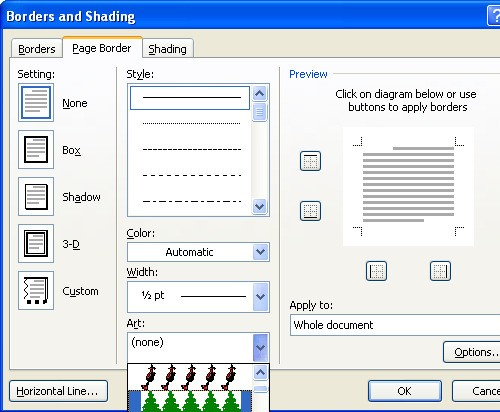 Borders and Shading
Borders
Page Border
Shading
Setting:
None
Box
Shadow
3-D
Custom
Style:
Color:
Automatic
Width:
½ pt
Art:
(none)
Preview
Click on diagram below or use
buttons to apply borders
Apply to:
Whole document
Options...
Horizontal Line...
OK
Cance